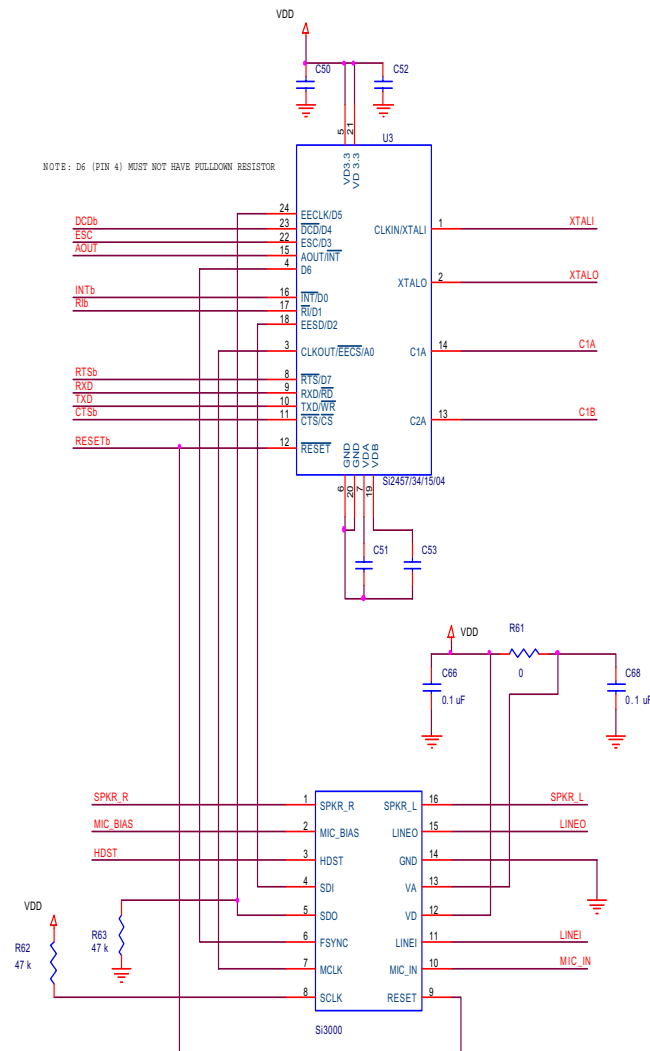 VDD
C50
C52
5
21
U3
VD3.3
VD 3.3
NOTE: D6 (PIN 4) MUST NOT HAVE PULLDOWN RESISTOR
24 EECLK/D5
DCDb 23 DCD/D4 CLKIN/XTALI 1 XTALI
ESC 22 ESC/D3
AOUT 15 AOUT/INT
4 D6
XTALO 2 XTALO
INTb 16 INT/D0
RIb 17 RI/D1
18 EESD/D2
3 CLKOUT/EECS/A0 C1A 14 C1A
RTSb 8 RTS/D7
RXD 9 RXD/RD
TXD 10 TXD/WR
CTSb 11 CTS/CS C2A 13 C1B
RESETb 12 RESET
GND
GND
VDA
VDB
6
20
7
19
Si2457/34/15/04
C51
C53
VDD
R61
0
C66
0.1 uF
C68
0.1 uF
SPKR_R 1 SPKR_R SPKR_L 16 SPKR_L
MIC_BIAS 2 MIC_BIAS LINEO 15 LINEO
HDST 3 HDST GND 14
4 SDI VA 13
5 SDO VD 12
6 FSYNC LINEI 11 LINEI
7 MCLK MIC_IN 10 MIC_IN
8 SCLK RESET 9
VDD
R62
47 k
R63
47 k
Si3000